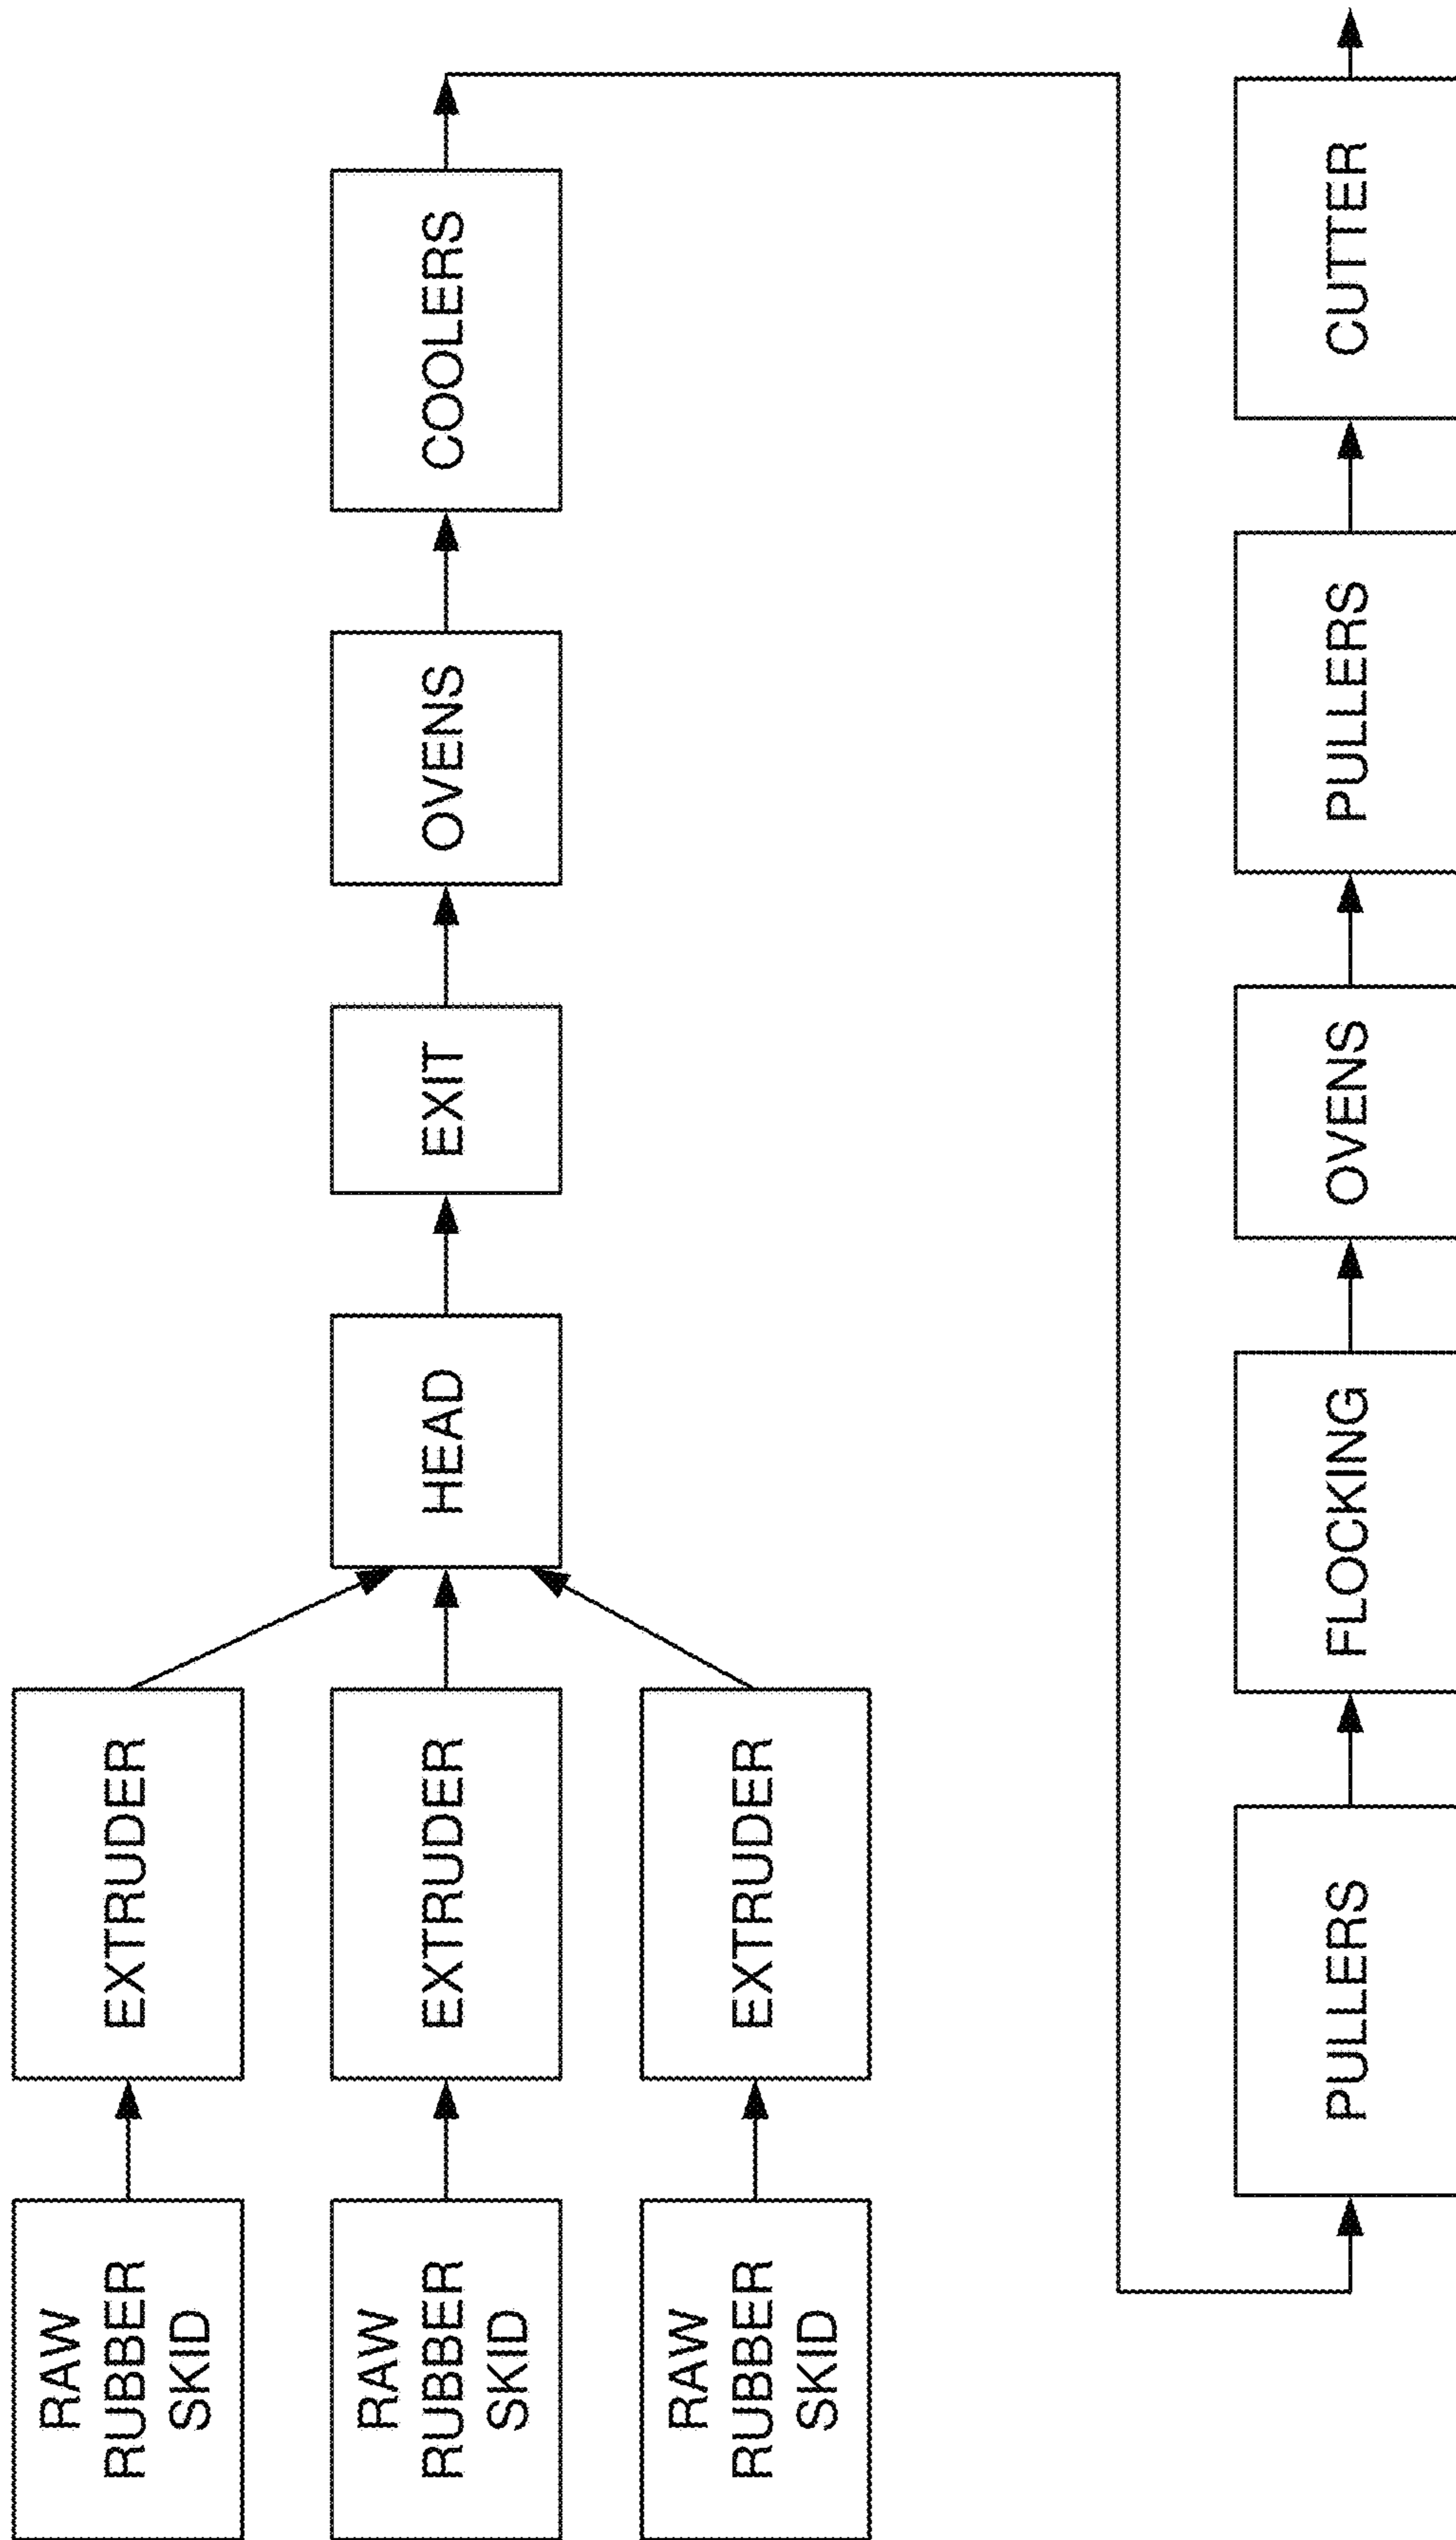 RAW
RUBBER
SKID
EXTRUDER
RAW
RUBBER
SKID
EXTRUDER
RAW
RUBBER
SKID
EXTRUDER
HEAD
EXIT
OVENS
COOLERS
PULLERS
FLOCKING
OVENS
PULLERS
CUTTER